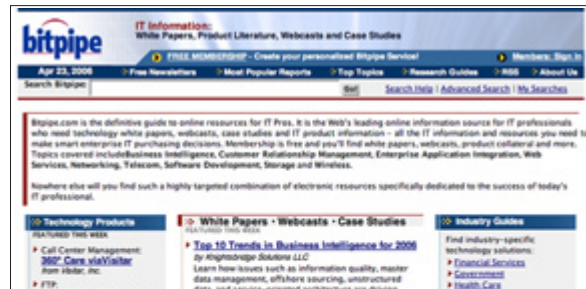 bitpipe
IT Information:
White Papers, Product Literature, Webcasts and Case Studies
FREE MEMBERSHIP - Create your personalized Bitpipe Service!
Members: Sign In
Apr 23, 2006
Free Newsletters
Most Popular Reports
Top Topics
Research Guides
RSS
About Us
Search Bitpipe:
Go!
Search Help | Advanced Search | My Searches
Bitpipe.com is the definitive guide to online resources for IT Pros. It is the Web's leading online information source for IT professionals
who need technology white papers, webcasts, case studies and IT product information - all the IT information and resources you need to
make smart enterprise IT purchasing decisions. Membership is free and you'll find white papers, webcasts, product collateral and more.
Topics covered includeBusiness Intelligence, Customer Relationship Management, Enterprise Application Integration, Web
Services, Networking, Telecom, Software Development, Storage and Wireless.
Nowhere else will you find such a highly targeted combination of electronic resources specifically dedicated to the success of today's
IT professional.
Technology Products
FEATURED THIS WEEK
Call Center Management:
360° Care viaVisitar
from Visitar, Inc.
FTP:
White Papers • Webcasts • Case Studies
FEATURED THIS WEEK
Top 10 Trends in Business Intelligence for 2006
by Knightsbridge Solutions LLC
Learn how issues such as information quality, master
data management, offshore sourcing, unstructured
data, and service-oriented architecture are driving
Industry Guides
Find industry-specific
technology solutions:
Financial Services
Government
Health Care